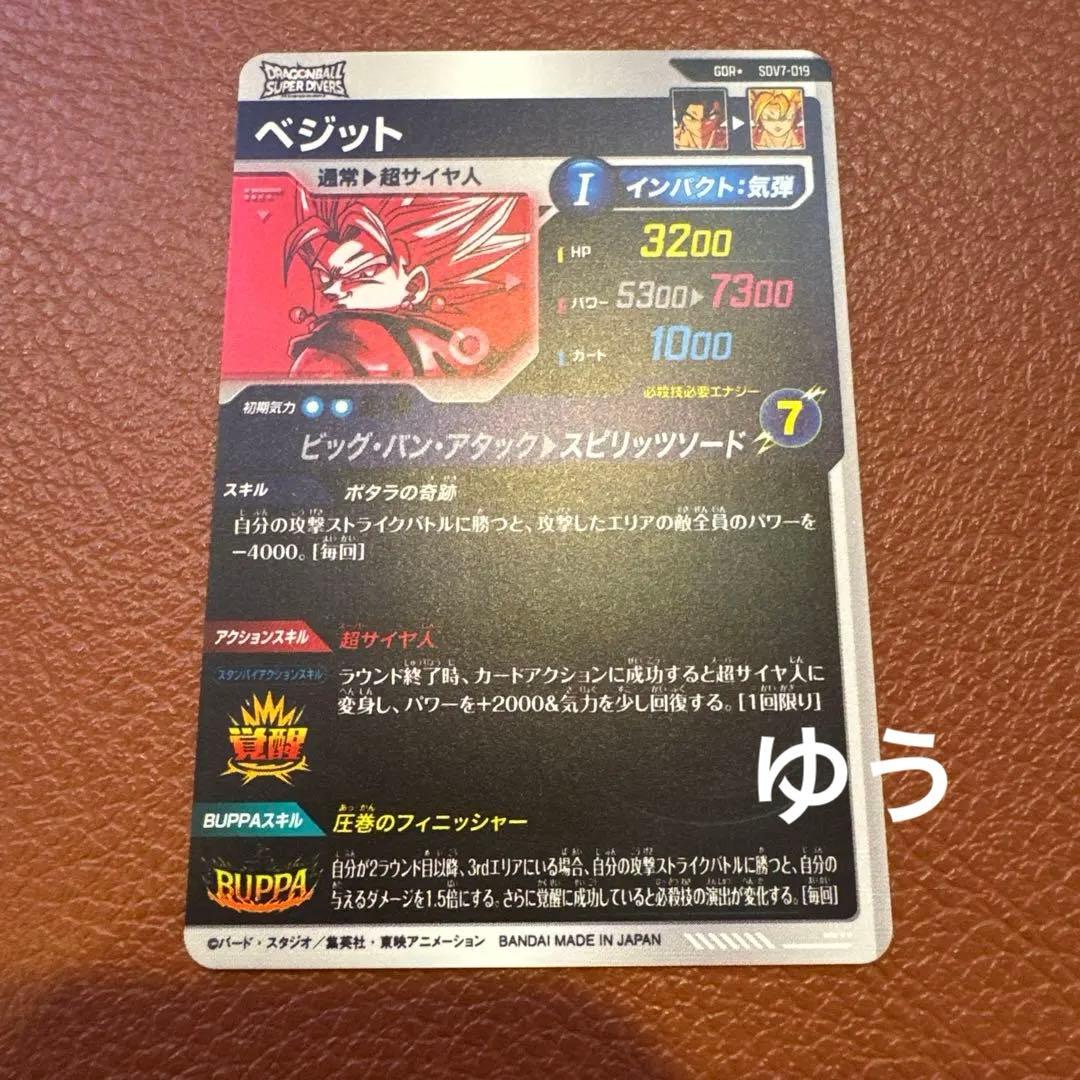 DRAGONBALL
SUPER DIVERS
GDR★ SDV7-019
ベジット
通常▶超サイヤ人
I インパクト:気弾
HP 3200
パワー 5300▶7300
ガード 1000
必殺技必要エナジー
7
初期気力
ビッグ・バン・アタック▶スピリッツソード
スキル ポタラの奇跡
自分の攻撃ストライクバトルに勝つと、攻撃したエリアの敵全員のパワーを
-4000。[毎回]
アクションスキル 超サイヤ人
スタンバイアクションスキル
覚醒
ラウンド終了時、カードアクションに成功すると超サイヤ人に
変身し、パワーを+2000&気力を少し回復する。[1回限り]
ゆう
BUPPAスキル 圧巻のフィニッシャー
BUPPA
自分が2ラウンド目以降、3rdエリアにいる場合、自分の攻撃ストライクバトルに勝つと、自分の
与えるダメージを1.5倍にする。さらに覚醒に成功していると必殺技の演出が変化する。[毎回]
©バード・スタジオ/集英社・東映アニメーション BANDAI MADE IN JAPAN